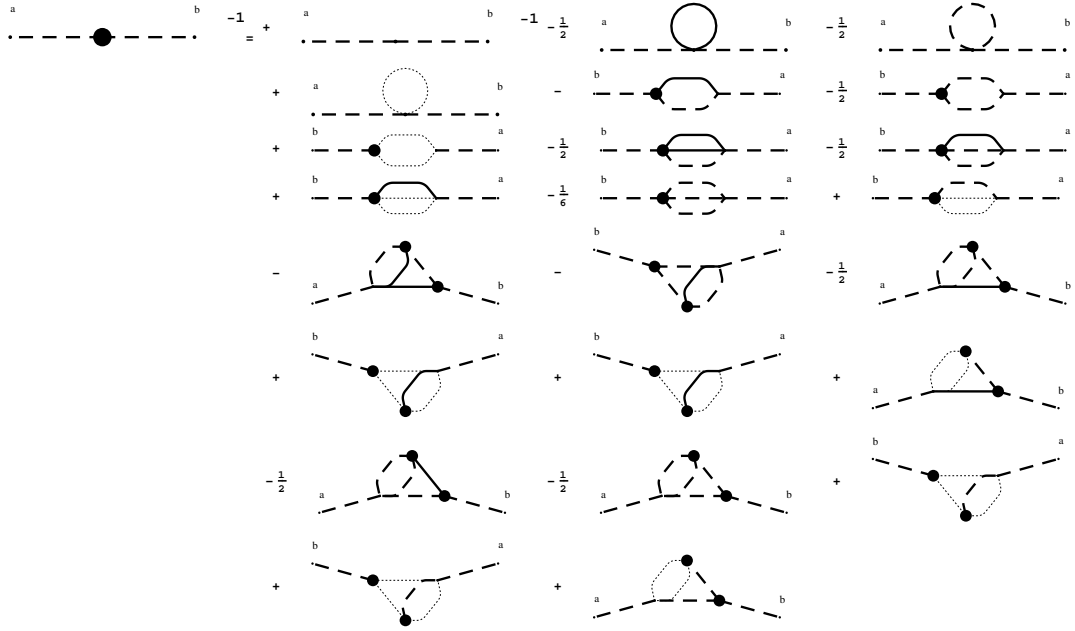 a b -1 = + a b -1 - 1/2 a b - 1/2 a b
+ a b - b a - 1/2 b a
+ b a - 1/2 b a - 1/2 b a
+ b a - 1/6 b a + b a
- a b - b a - 1/2 a b
+ b a + b a + a b
- 1/2 a b - 1/2 a b + b a
+ b a + a b